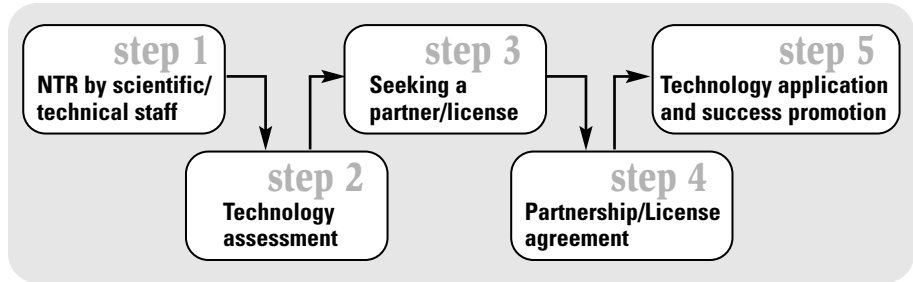 step 1
NTR by scientific/
technical staff
step 2
Technology
assessment
step 3
Seeking a
partner/license
step 4
Partnership/License
agreement
step 5
Technology application
and success promotion